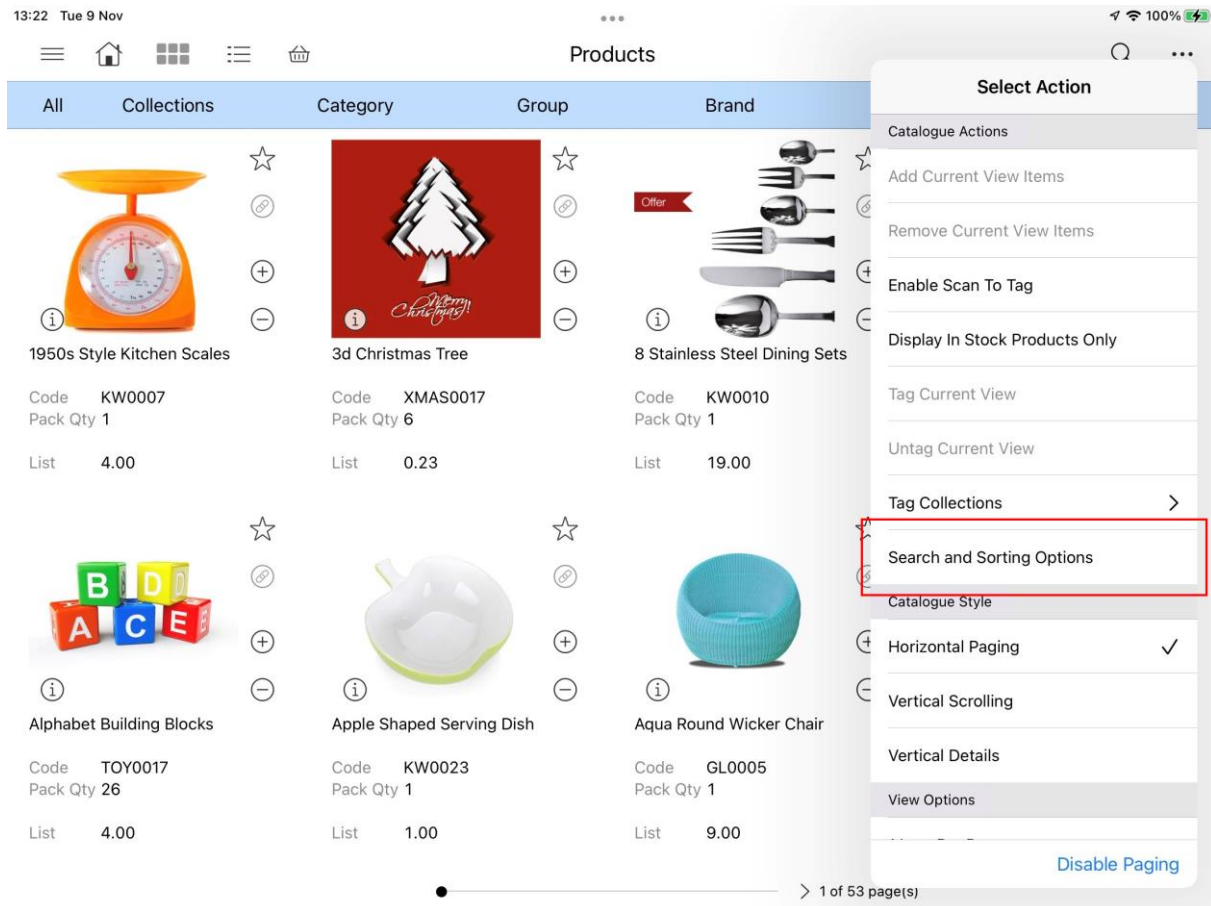 13:22 Tue 9 Nov
100%
Products
All Collections Category Group Brand
Offer
Merry
Christmas!
1950s Style Kitchen Scales
3d Christmas Tree
8 Stainless Steel Dining Sets
Code KW0007
Pack Qty 1
Code XMAS0017
Pack Qty 6
Code KW0010
Pack Qty 1
List 4.00
List 0.23
List 19.00
B D D
A C E
Alphabet Building Blocks
Apple Shaped Serving Dish
Aqua Round Wicker Chair
Code TOY0017
Pack Qty 26
Code KW0023
Pack Qty 1
Code GL0005
Pack Qty 1
List 4.00
List 1.00
List 9.00
1 of 53 page(s)
Select Action
Catalogue Actions
Add Current View Items
Remove Current View Items
Enable Scan To Tag
Display In Stock Products Only
Tag Current View
Untag Current View
Tag Collections
Search and Sorting Options
Catalogue Style
Horizontal Paging
Vertical Scrolling
Vertical Details
View Options
Disable Paging